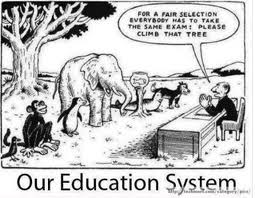 FOR A FAIR SELECTION
EVERYBODY HAS TO TAKE
THE SAME EXAM: PLEASE
CLIMB THAT TREE
Our Education System